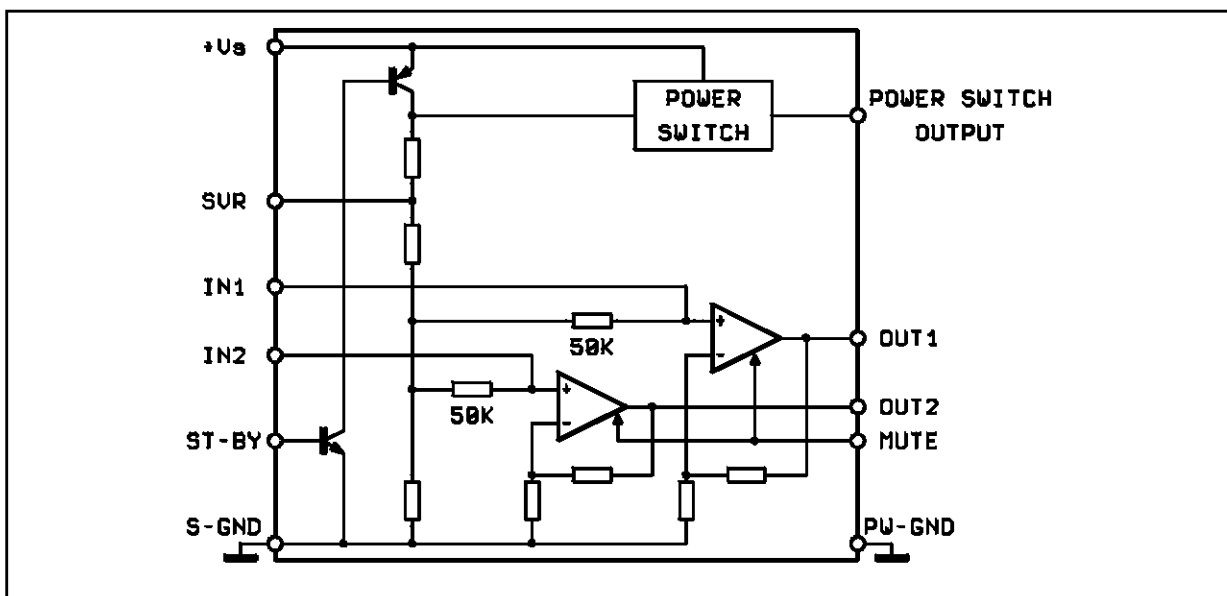 +Vs
POWER
SWITCH
POWER SWITCH
OUTPUT
SVR
IN1
50K
OUT1
IN2
50K
OUT2
ST-BY
MUTE
S-GND
PW-GND
+
-
+
-